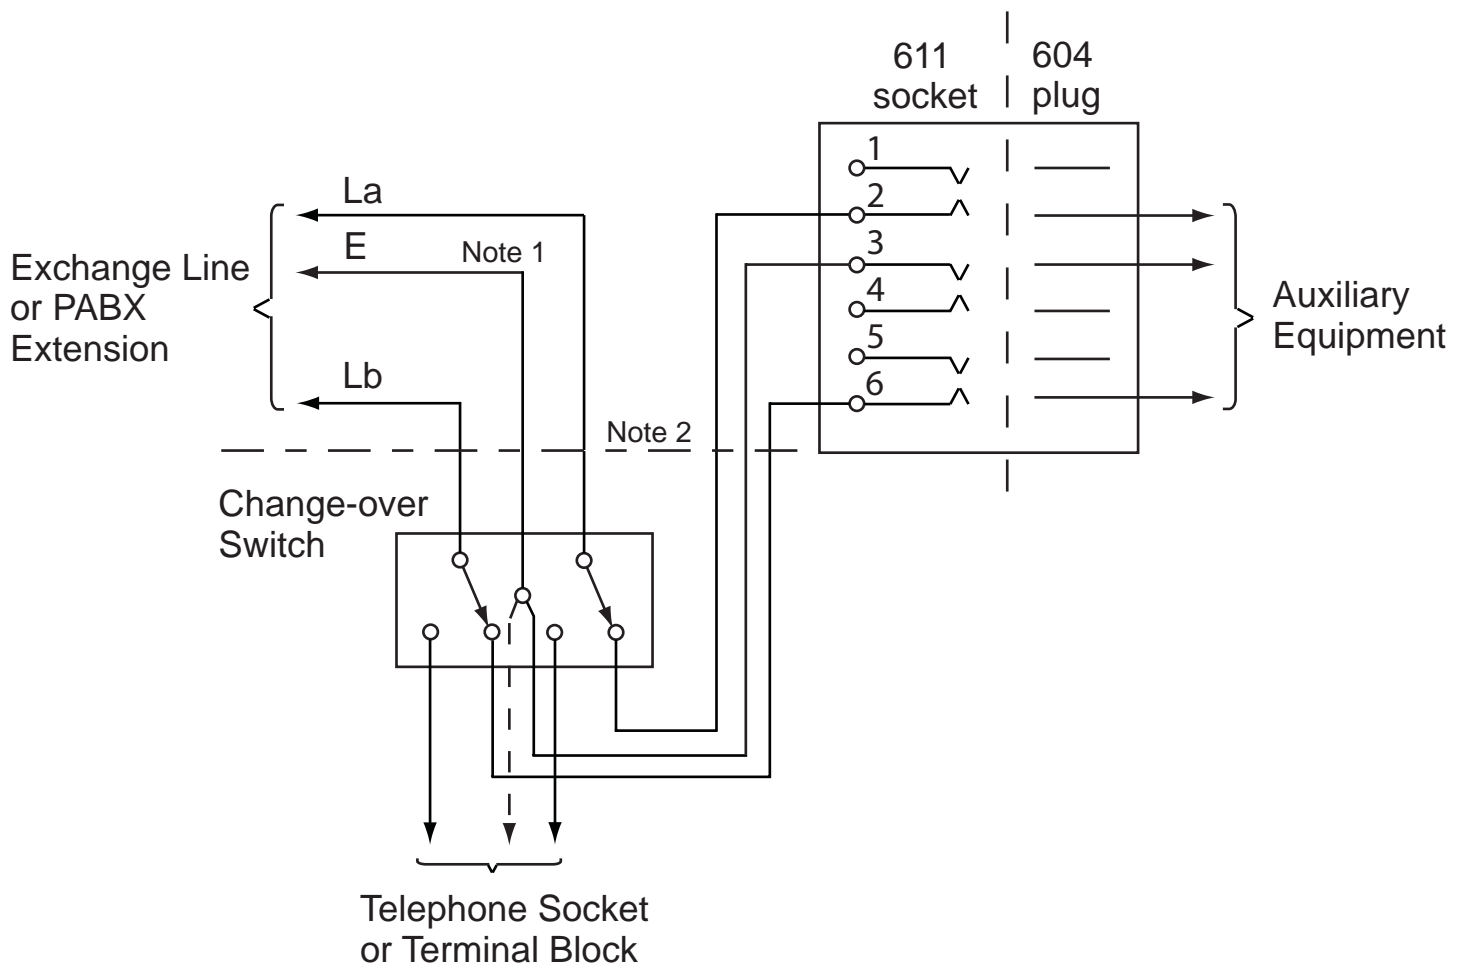 611
socket
604
plug
La
E
Note 1
Exchange Line
or PABX
Extension
Lb
1
2
3
4
5
6
Auxiliary
Equipment
Note 2
Change-over
Switch
Telephone Socket
or Terminal Block